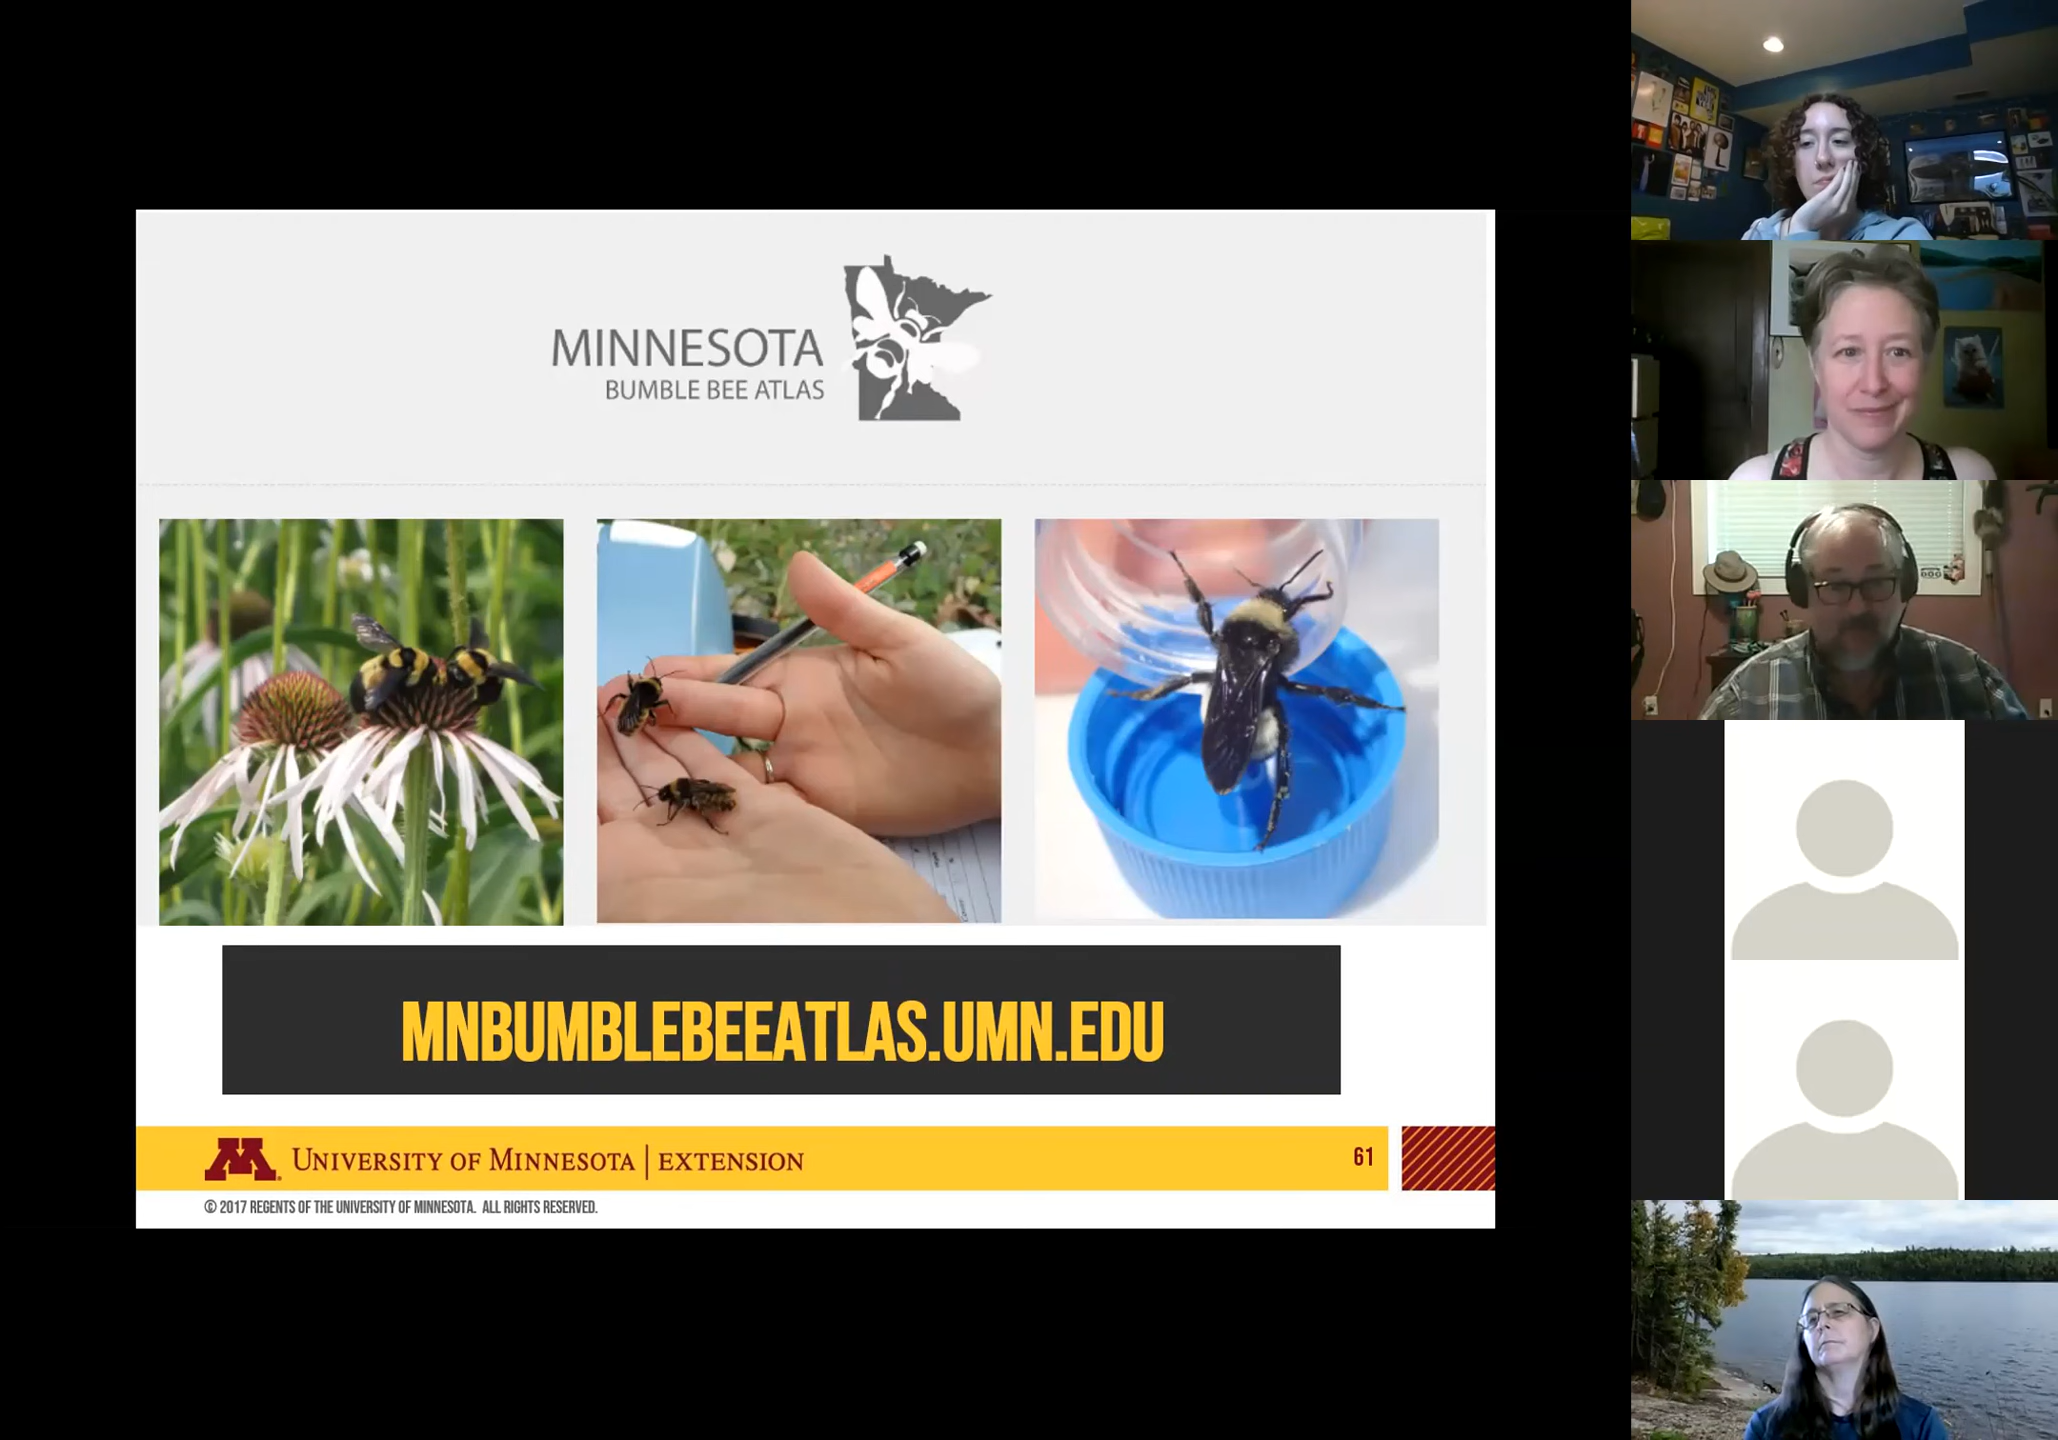 MINNESOTA
BUMBLE BEE ATLAS
MNBUMBLEBEEATLAS.UMN.EDU
M
UNIVERSITY OF MINNESOTA | EXTENSION
61
© 2017 REGENTS OF THE UNIVERSITY OF MINNESOTA. ALL RIGHTS RESERVED.